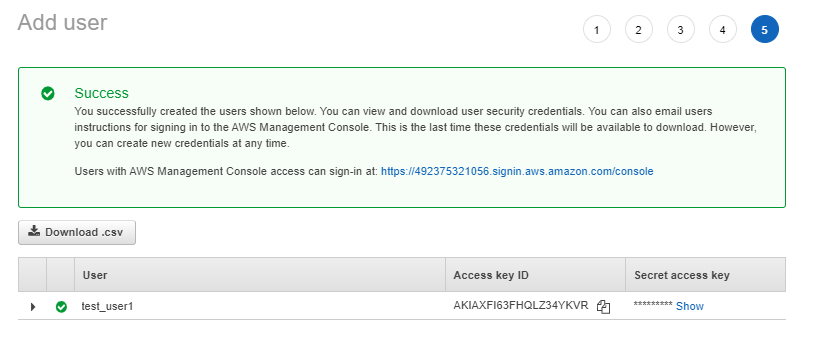 Add user
1 2 3 4 5
Success
You successfully created the users shown below. You can view and download user security credentials. You can also email users
instructions for signing in to the AWS Management Console. This is the last time these credentials will be available to download. However,
you can create new credentials at any time.
Users with AWS Management Console access can sign-in at: https://492375321056.signin.aws.amazon.com/console
Download .csv
User Access key ID Secret access key
test_user1 AKIAXFI63FHQLZ34YKVR ********* Show